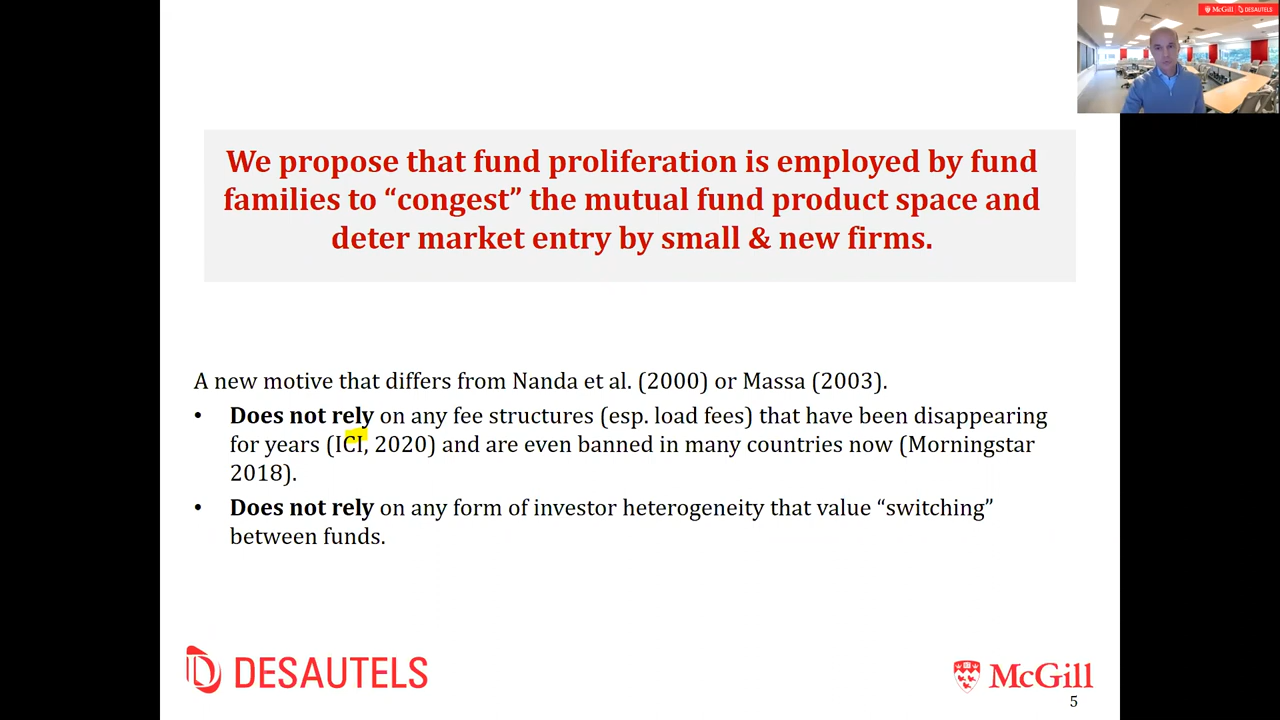 McGill DESAUTELS
We propose that fund proliferation is employed by fund
families to “congest” the mutual fund product space and
deter market entry by small & new firms.
A new motive that differs from Nanda et al. (2000) or Massa (2003).
• Does not rely on any fee structures (esp. load fees) that have been disappearing
for years (ICI, 2020) and are even banned in many countries now (Morningstar
2018).
• Does not rely on any form of investor heterogeneity that value “switching”
between funds.
DESAUTELS
McGill
5